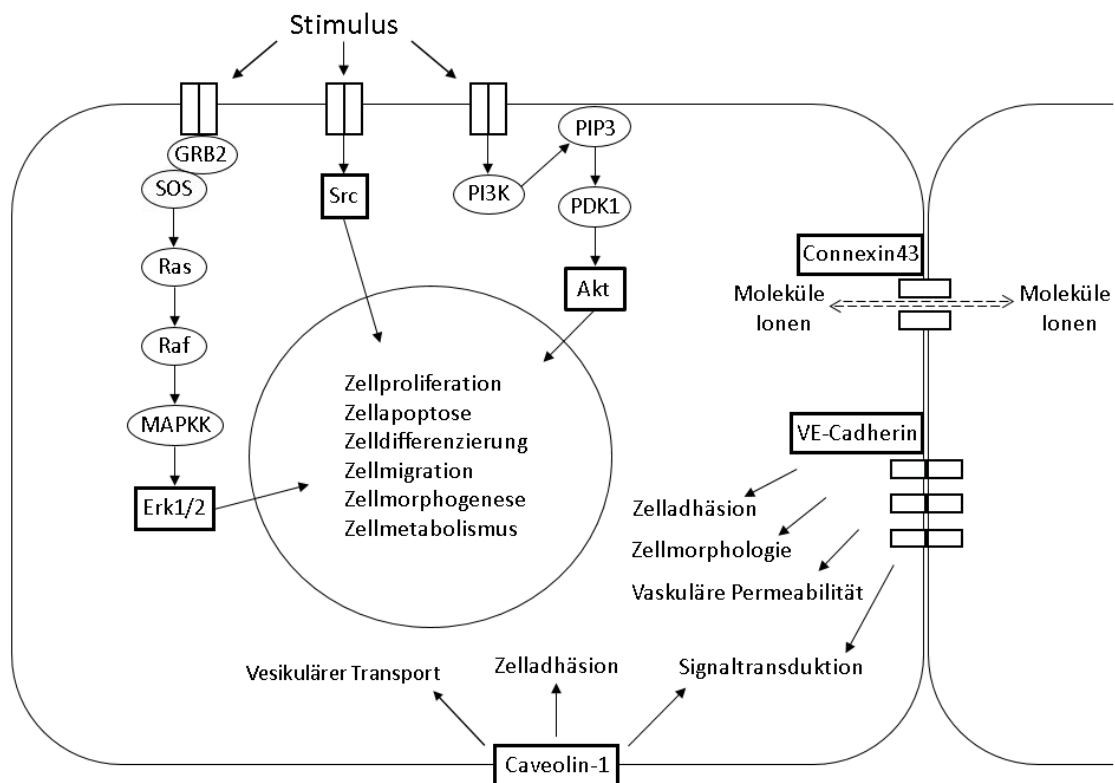 Stimulus
GRB2
SOS
Ras
Raf
MAPKK
Erk1/2
Src
PI3K
PIP3
PDK1
Akt
Zellproliferation
Zellapoptose
Zelldifferenzierung
Zellmigration
Zellmorphogenese
Zellmetabolismus
Connexin43
Moleküle
Ionen
Moleküle
Ionen
VE-Cadherin
Zelladhäsion
Zellmorphologie
Vaskuläre Permeabilität
Signaltransduktion
Vesikulärer Transport
Zelladhäsion
Caveolin-1